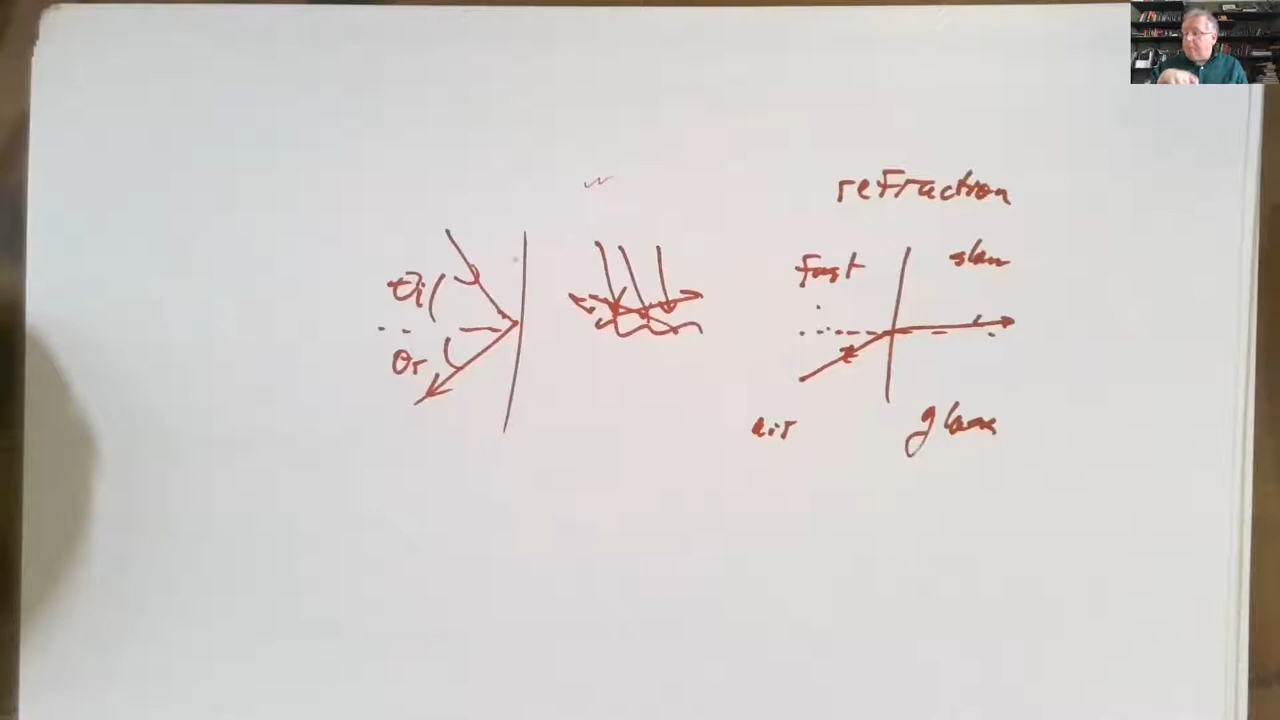 refraction
fast slow
θi
θr
air glass